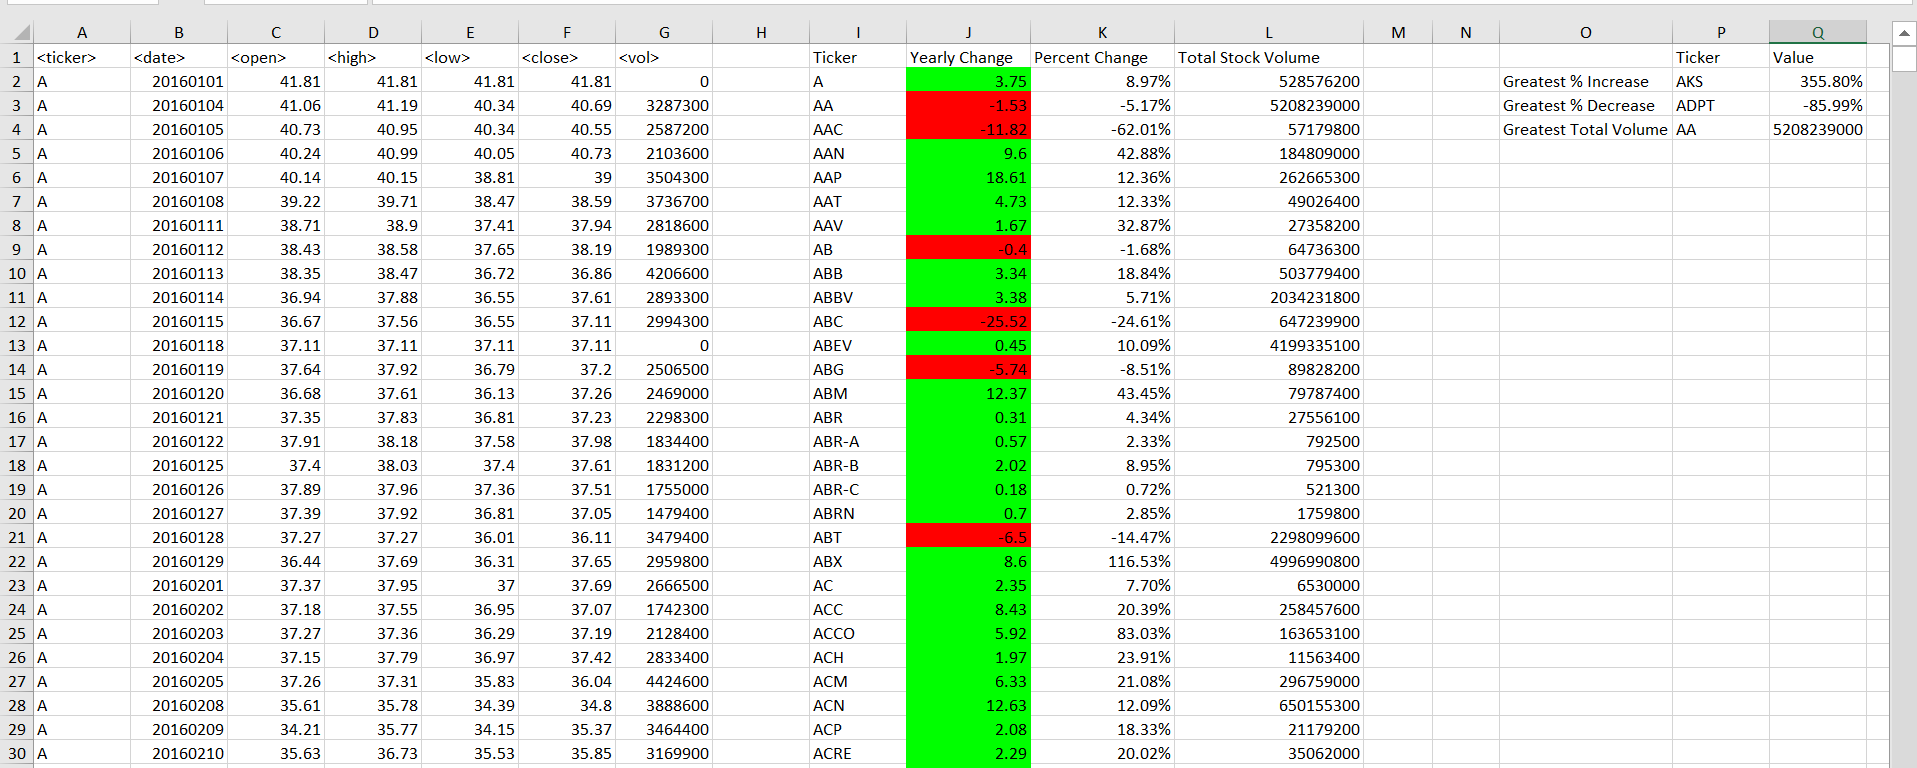 A B C D E F G H I J K L M N O P Q
1 <ticker> <date> <open> <high> <low> <close> <vol> Ticker Yearly Change Percent Change Total Stock Volume Ticker Value
2 A 20160101 41.81 41.81 41.81 41.81 0 A 3.75 8.97% 528576200 Greatest % Increase AKS 355.80%
3 A 20160104 41.06 41.19 40.34 40.69 3287300 AA -1.53 -5.17% 5208239000 Greatest % Decrease ADPT -85.99%
4 A 20160105 40.73 40.95 40.34 40.55 2587200 AAC -11.82 -62.01% 57179800 Greatest Total Volume AA 5208239000
5 A 20160106 40.24 40.99 40.05 40.73 2103600 AAN 9.6 42.88% 184809000
6 A 20160107 40.14 40.15 38.81 39 3504300 AAP 18.61 12.36% 262665300
7 A 20160108 39.22 39.71 38.47 38.59 3736700 AAT 4.73 12.33% 49026400
8 A 20160111 38.71 38.9 37.41 37.94 2818600 AAV 1.67 32.87% 27358200
9 A 20160112 38.43 38.58 37.65 38.19 1989300 AB -0.4 -1.68% 64736300
10 A 20160113 38.35 38.47 36.72 36.86 4206600 ABB 3.34 18.84% 503779400
11 A 20160114 36.94 37.88 36.55 37.61 2893300 ABBV 3.38 5.71% 2034231800
12 A 20160115 36.67 37.56 36.55 37.11 2994300 ABC -25.52 -24.61% 647239900
13 A 20160118 37.11 37.11 37.11 37.11 0 ABEV 0.45 10.09% 4199335100
14 A 20160119 37.64 37.92 36.79 37.2 2506500 ABG -5.74 -8.51% 89828200
15 A 20160120 36.68 37.61 36.13 37.26 2469000 ABM 12.37 43.45% 79787400
16 A 20160121 37.35 37.83 36.81 37.23 2298300 ABR 0.31 4.34% 27556100
17 A 20160122 37.91 38.18 37.58 37.98 1834400 ABR-A 0.57 2.33% 792500
18 A 20160125 37.4 38.03 37.4 37.61 1831200 ABR-B 2.02 8.95% 795300
19 A 20160126 37.89 37.96 37.36 37.51 1755000 ABR-C 0.18 0.72% 521300
20 A 20160127 37.39 37.92 36.81 37.05 1479400 ABRN 0.7 2.85% 1759800
21 A 20160128 37.27 37.27 36.01 36.11 3479400 ABT -6.5 -14.47% 2298099600
22 A 20160129 36.44 37.69 36.31 37.65 2959800 ABX 8.6 116.53% 4996990800
23 A 20160201 37.37 37.95 37 37.69 2666500 AC 2.35 7.70% 6530000
24 A 20160202 37.18 37.55 36.95 37.07 1742300 ACC 8.43 20.39% 258457600
25 A 20160203 37.27 37.36 36.29 37.19 2128400 ACCO 5.92 83.03% 163653100
26 A 20160204 37.15 37.79 36.97 37.42 2833400 ACH 1.97 23.91% 11563400
27 A 20160205 37.26 37.31 35.83 36.04 4424600 ACM 6.33 21.08% 296759000
28 A 20160208 35.61 35.78 34.39 34.8 3888600 ACN 12.63 12.09% 650155300
29 A 20160209 34.21 35.77 34.15 35.37 3464400 ACP 2.08 18.33% 21179200
30 A 20160210 35.63 36.73 35.53 35.85 3169900 ACRE 2.29 20.02% 35062000